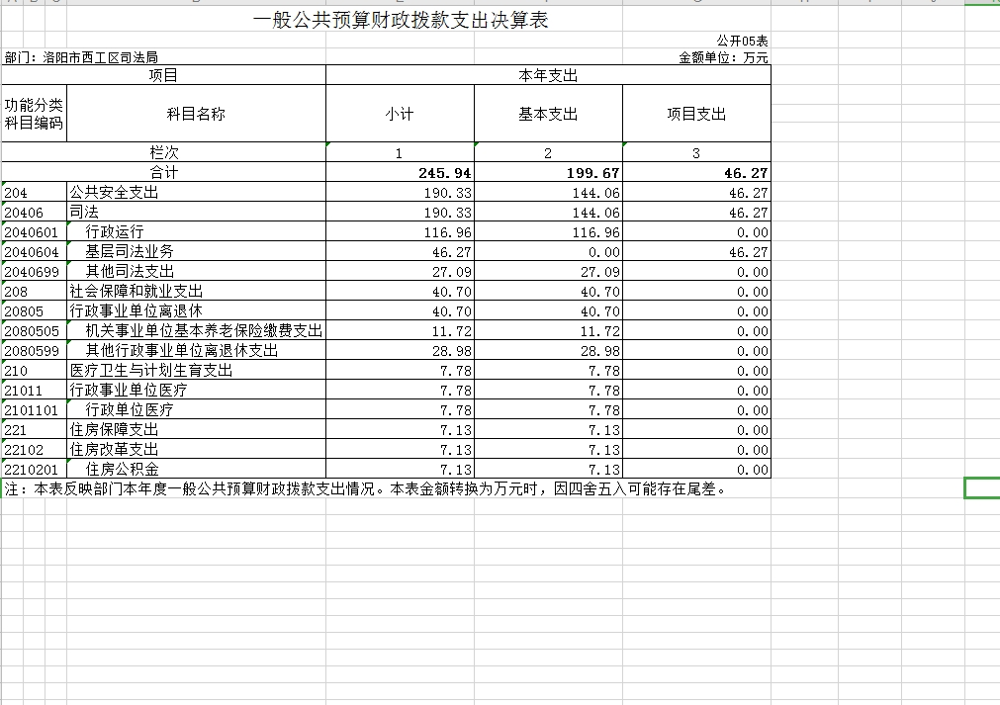 一般公共预算财政拨款支出决算表
公开05表
部门：洛阳市西工区司法局 金额单位：万元
项目 本年支出
功能分类科目编码 科目名称 小计 基本支出 项目支出
栏次 1 2 3
合计 245.94 199.67 46.27
204 公共安全支出 190.33 144.06 46.27
20406 司法 190.33 144.06 46.27
2040601 行政运行 116.96 116.96 0.00
2040604 基层司法业务 46.27 0.00 46.27
2040699 其他司法支出 27.09 27.09 0.00
208 社会保障和就业支出 40.70 40.70 0.00
20805 行政事业单位离退休 40.70 40.70 0.00
2080505 机关事业单位基本养老保险缴费支出 11.72 11.72 0.00
2080599 其他行政事业单位离退休支出 28.98 28.98 0.00
210 医疗卫生与计划生育支出 7.78 7.78 0.00
21011 行政事业单位医疗 7.78 7.78 0.00
2101101 行政单位医疗 7.78 7.78 0.00
221 住房保障支出 7.13 7.13 0.00
22102 住房改革支出 7.13 7.13 0.00
2210201 住房公积金 7.13 7.13 0.00
注：本表反映部门本年度一般公共预算财政拨款支出情况。本表金额转换为万元时，因四舍五入可能存在尾差。